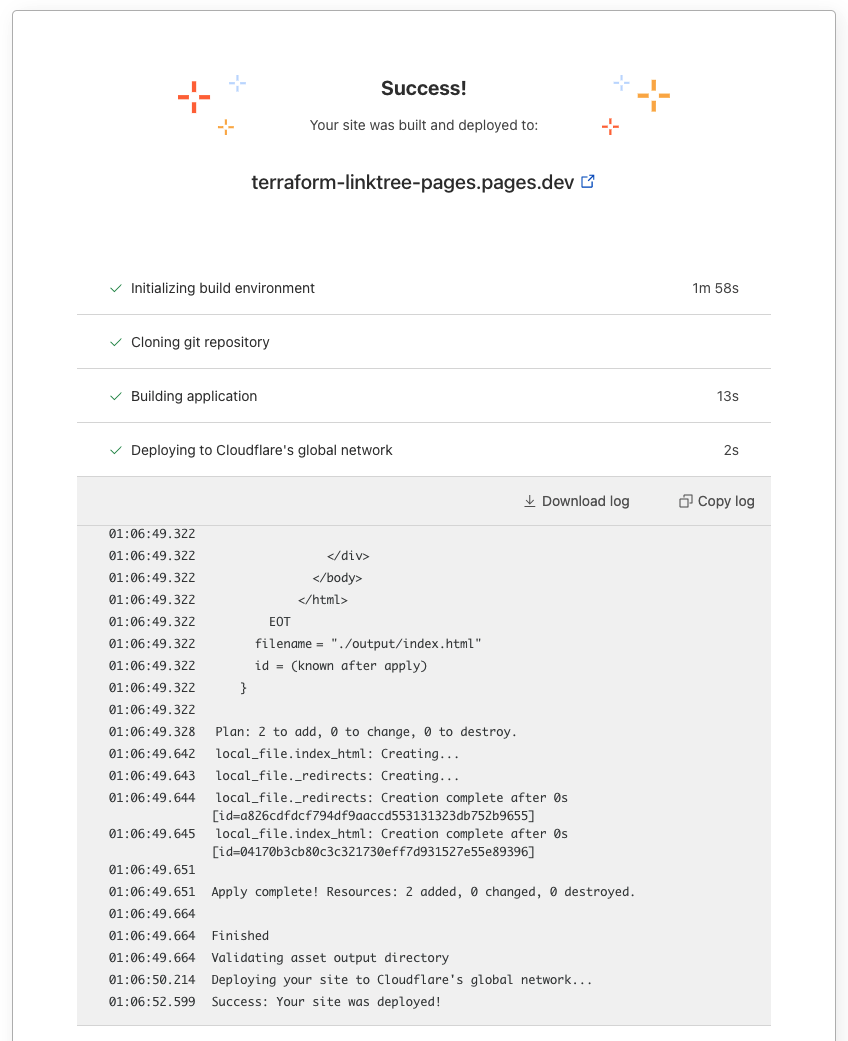 Success!
Your site was built and deployed to:
terraform-linktree-pages.pages.dev
Initializing build environment 1m 58s
Cloning git repository
Building application 13s
Deploying to Cloudflare's global network 2s
Download log Copy log
01:06:49.322
01:06:49.322 </div>
01:06:49.322 </body>
01:06:49.322 </html>
01:06:49.322 EOT
01:06:49.322 filename = "./output/index.html"
01:06:49.322 id = (known after apply)
01:06:49.322 }
01:06:49.322
01:06:49.328 Plan: 2 to add, 0 to change, 0 to destroy.
01:06:49.642 local_file.index_html: Creating...
01:06:49.643 local_file._redirects: Creating...
01:06:49.644 local_file._redirects: Creation complete after 0s
[id=a826cdfdcf794df9aaccd553131323db752b9655]
01:06:49.645 local_file.index_html: Creation complete after 0s
[id=04170b3cb80c3c321730eff7d931527e55e89396]
01:06:49.651
01:06:49.651 Apply complete! Resources: 2 added, 0 changed, 0 destroyed.
01:06:49.664
01:06:49.664 Finished
01:06:49.664 Validating asset output directory
01:06:50.214 Deploying your site to Cloudflare's global network...
01:06:52.599 Success: Your site was deployed!